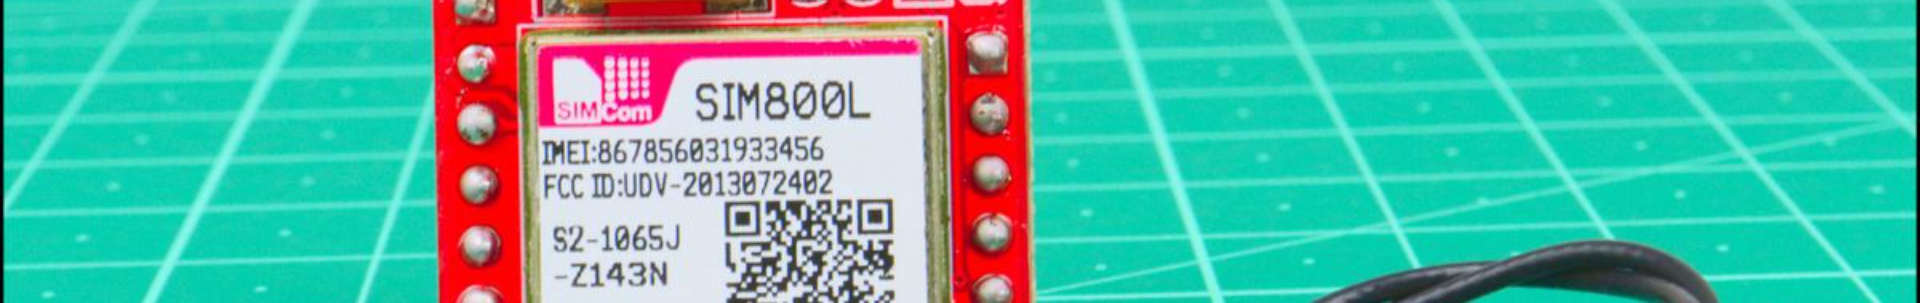 SIMCom
SIM800L
IMEI:867856031933456
FCC ID:UDV-2013072402
S2-1065J
-Z143N